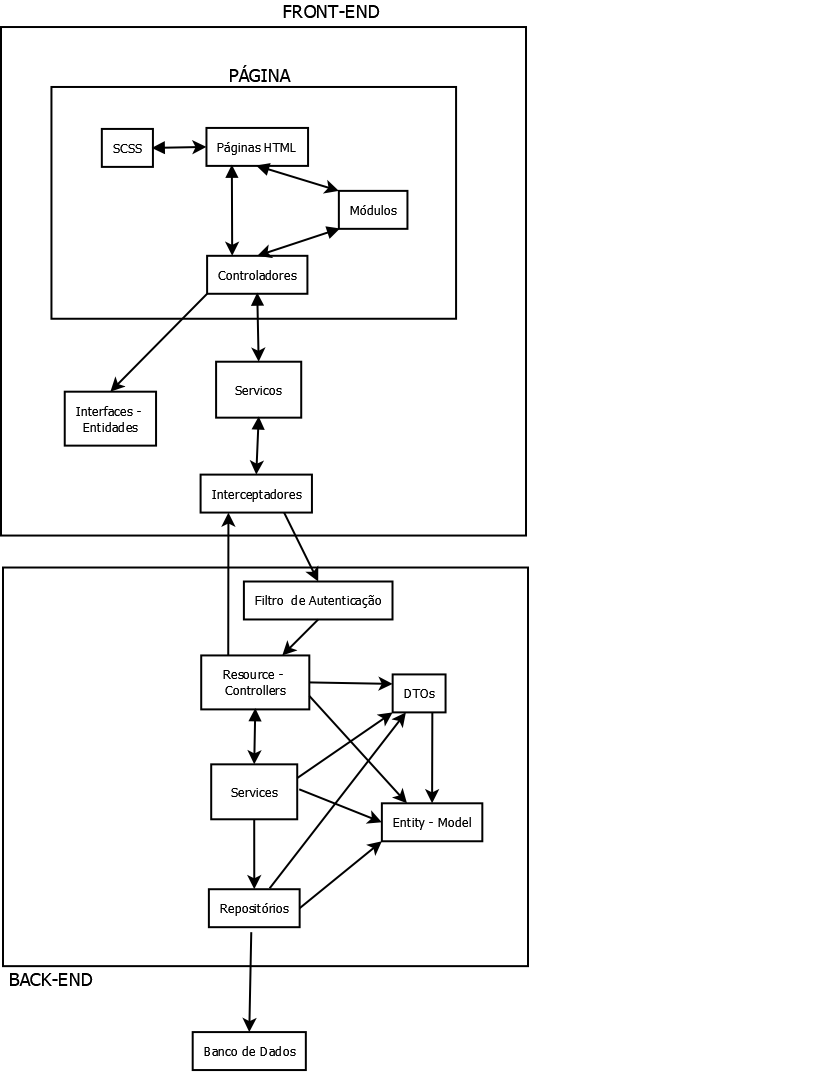 FRONT-END
PÁGINA
SCSS
Páginas HTML
Módulos
Controladores
Servicos
Interfaces -
Entidades
Interceptadores
Filtro  de Autenticação
Resource -
Controllers
DTOs
Services
Entity - Model
Repositórios
BACK-END
Banco de Dados